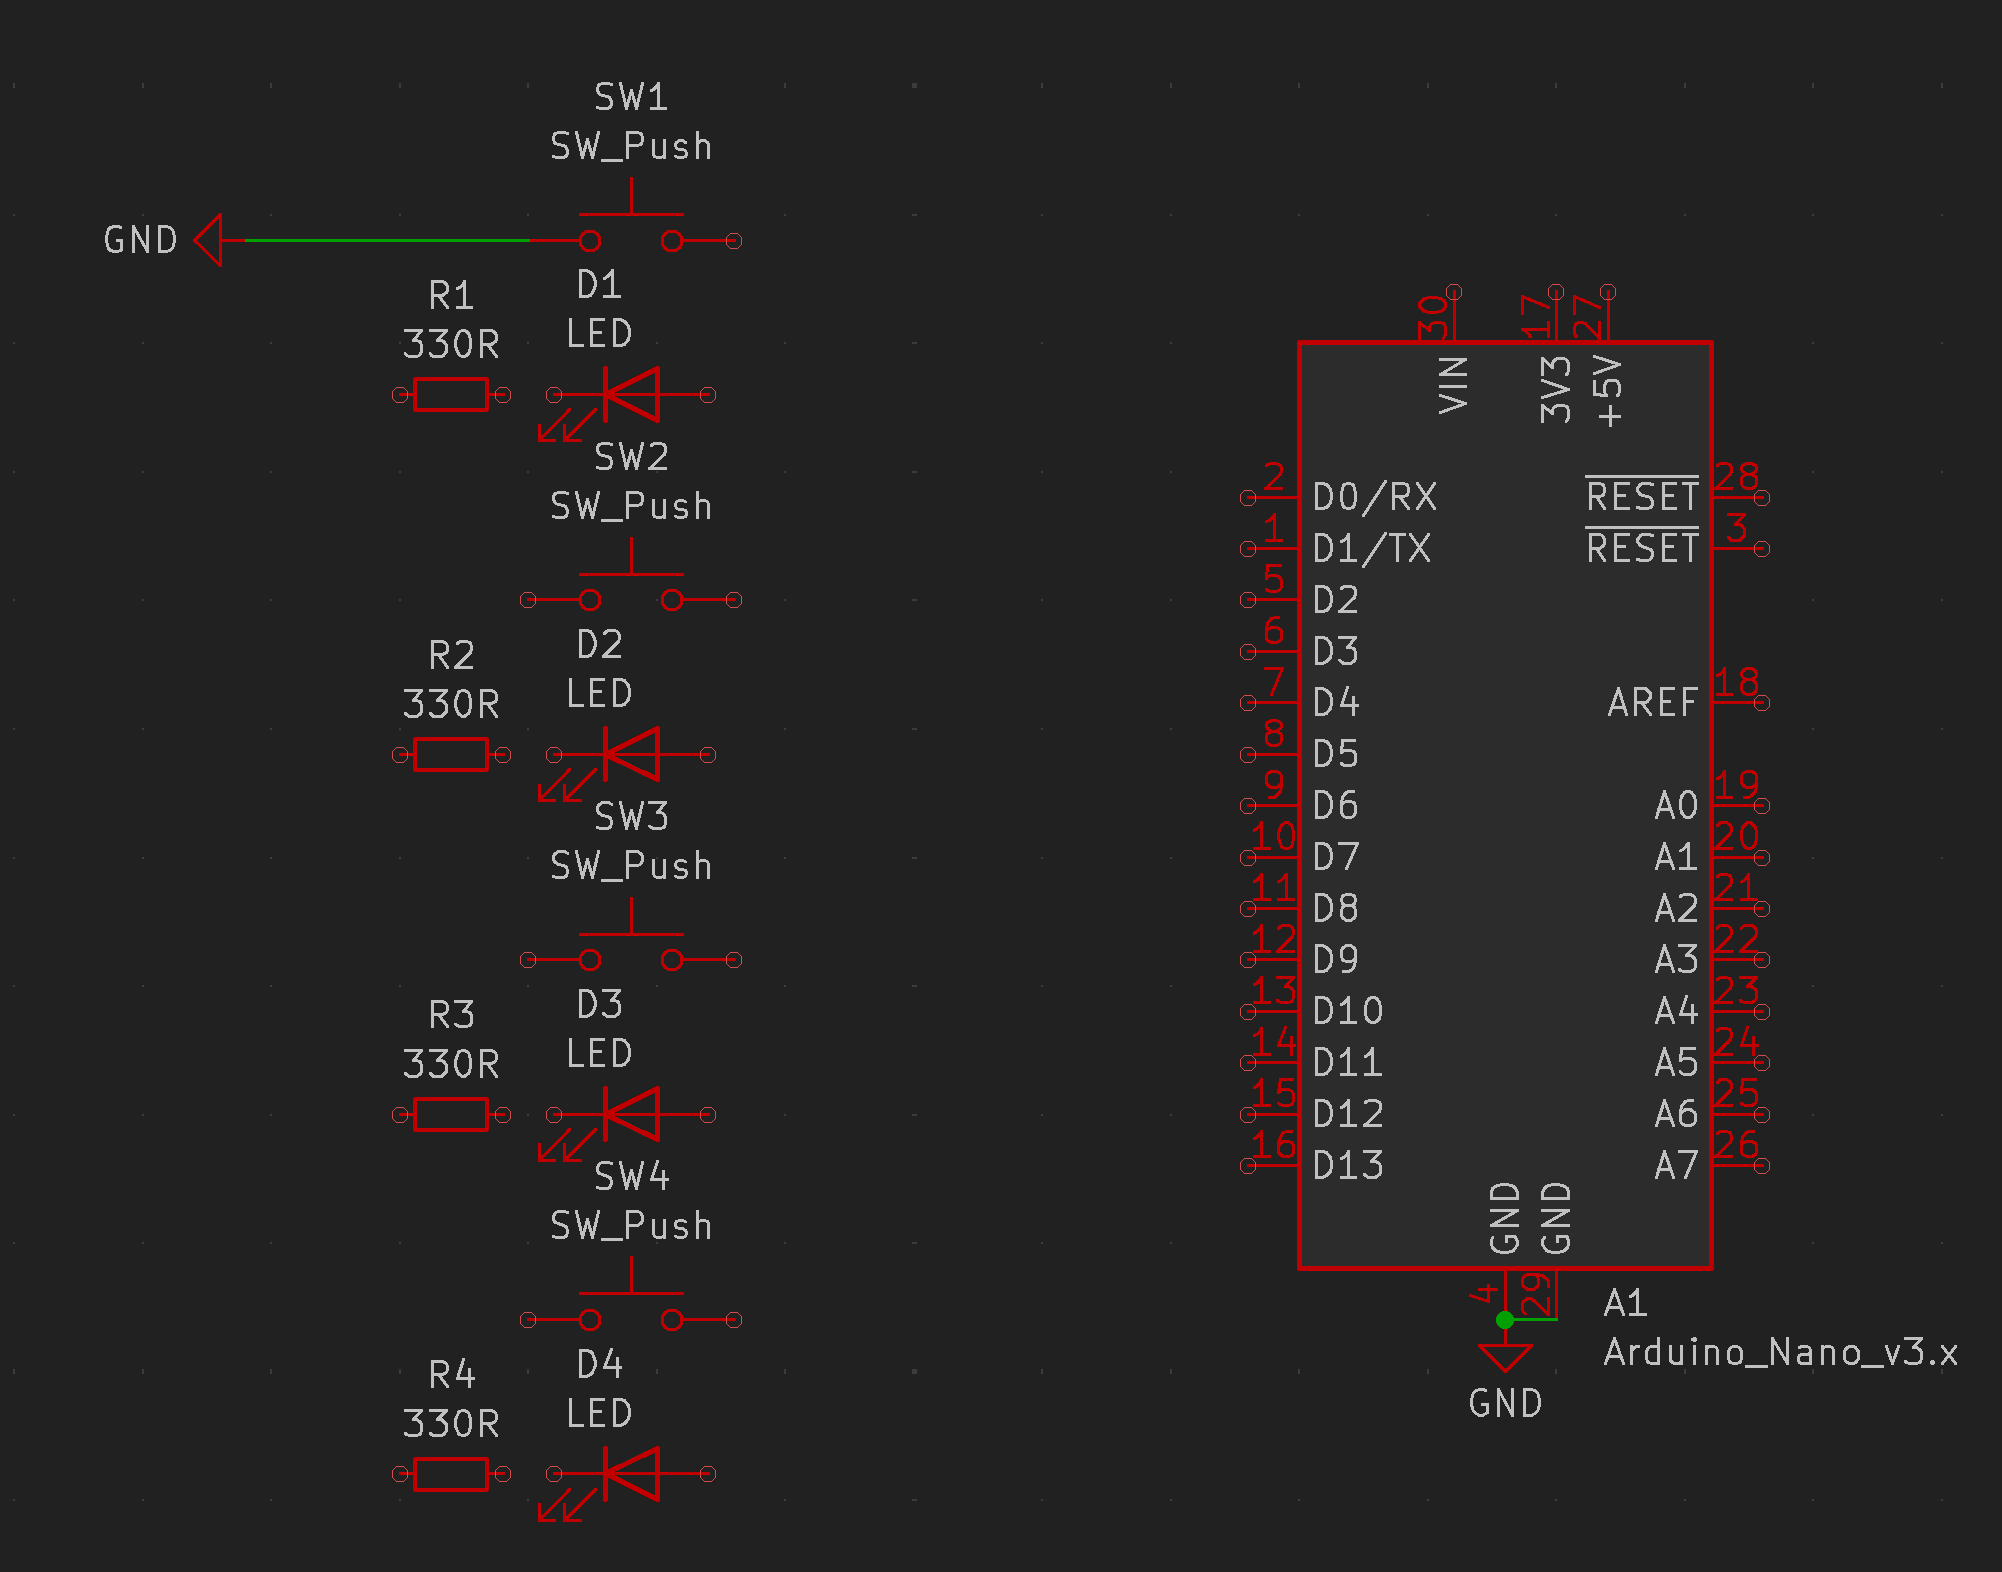 SW1
SW_Push
GND
D1
LED
R1
330R
SW2
SW_Push
D2
LED
R2
330R
SW3
SW_Push
D3
LED
R3
330R
SW4
SW_Push
D4
LED
R4
330R
30
17
27
VIN
3V3
+5V
2
D0/RX
RESET
28
1
D1/TX
RESET
3
5
D2
6
D3
7
D4
AREF
18
8
D5
9
D6
A0
19
10
D7
A1
20
11
D8
A2
21
12
D9
A3
22
13
D10
A4
23
14
D11
A5
24
15
D12
A6
25
16
D13
A7
26
GND
GND
4
29
A1
Arduino_Nano_v3.x
GND